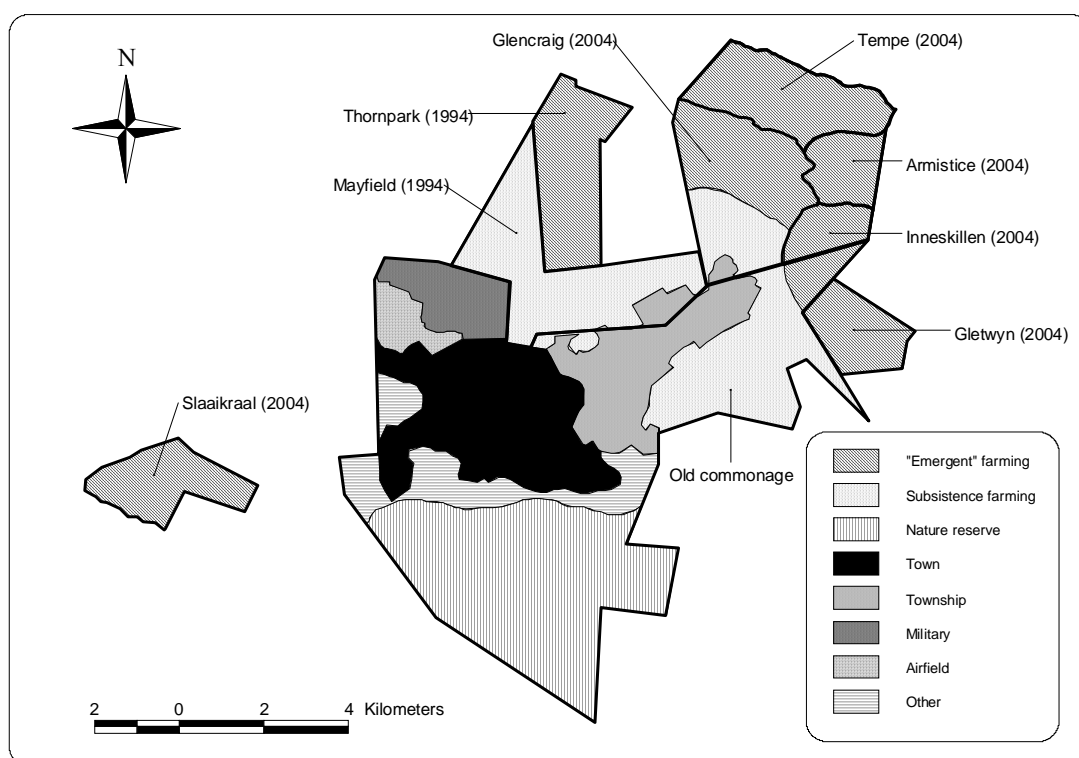 N
Glencraig (2004)
Tempe (2004)
Thornpark (1994)
Mayfield (1994)
Armistice (2004)
Inneskillen (2004)
Gletwyn (2004)
Slaaikraal (2004)
Old commonage
"Emergent" farming
Subsistence farming
Nature reserve
Town
Township
Military
Airfield
Other
2 0 2 4 Kilometers